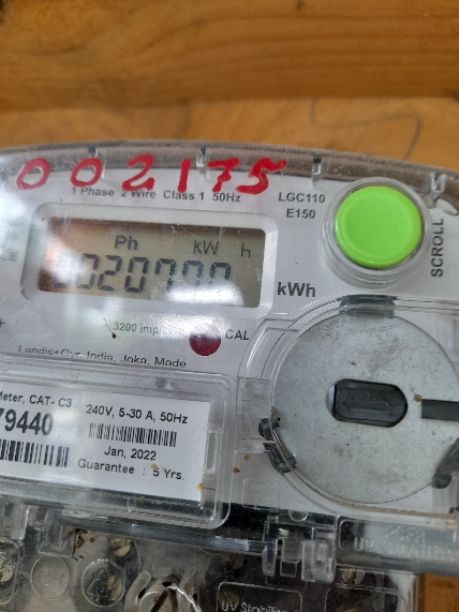 002175
1 Phase 2 Wire Class 1 50Hz
LGC110
E150
SCROLL
Ph kW h
kWh
3200 imp
CAL
Landis+Gyr, India, Joka, Made
Meter, CAT- C3
79440
240V, 5-30 A, 50Hz
Jan, 2022
Guarantee : 5 Yrs.